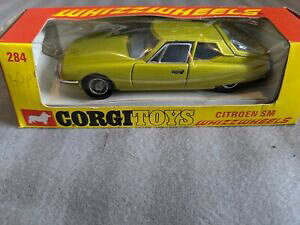 WHIZZWHEELS
284
CORGI TOYS
CITROEN SM
WHIZZWHEELS